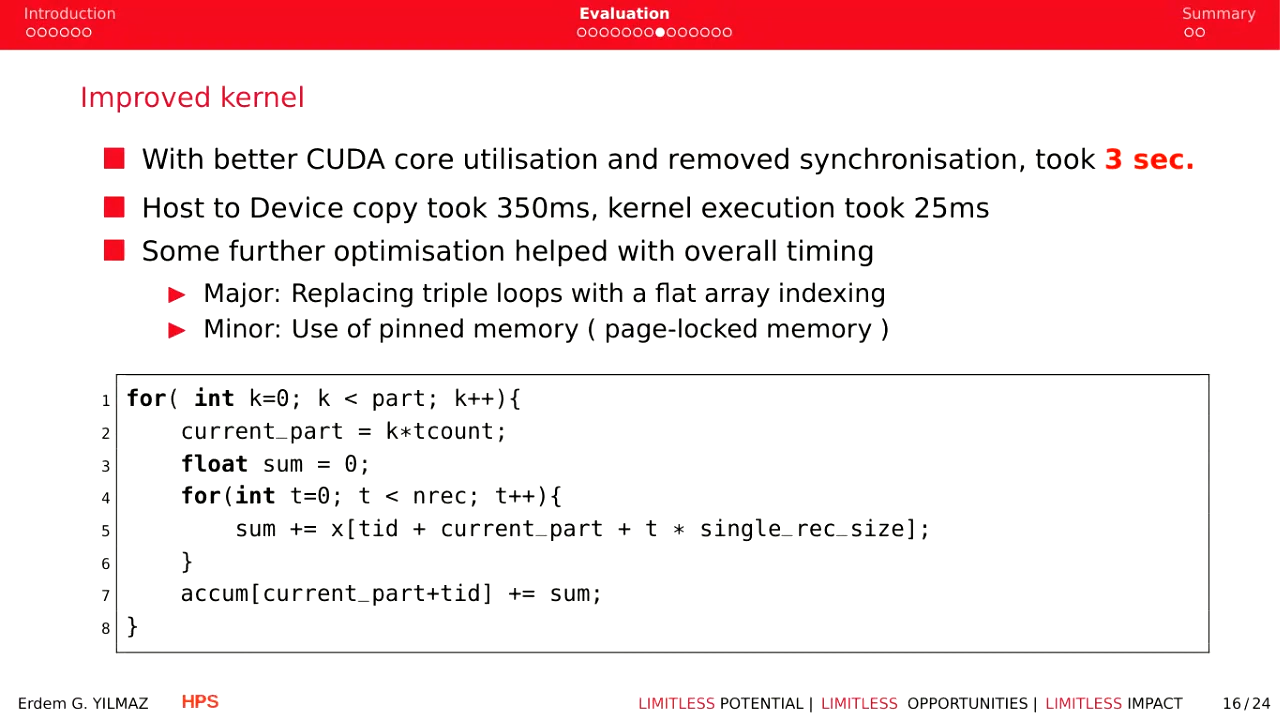 Introduction Evaluation Summary
Improved kernel
With better CUDA core utilisation and removed synchronisation, took 3 sec.
Host to Device copy took 350ms, kernel execution took 25ms
Some further optimisation helped with overall timing
Major: Replacing triple loops with a flat array indexing
Minor: Use of pinned memory ( page-locked memory )
1 for( int k=0; k < part; k++){
2 current_part = k*tcount;
3 float sum = 0;
4 for(int t=0; t < nrec; t++){
5 sum += x[tid + current_part + t * single_rec_size];
6 }
7 accum[current_part+tid] += sum;
8 }
Erdem G. YILMAZ HPS LIMITLESS POTENTIAL | LIMITLESS OPPORTUNITIES | LIMITLESS IMPACT 16/24